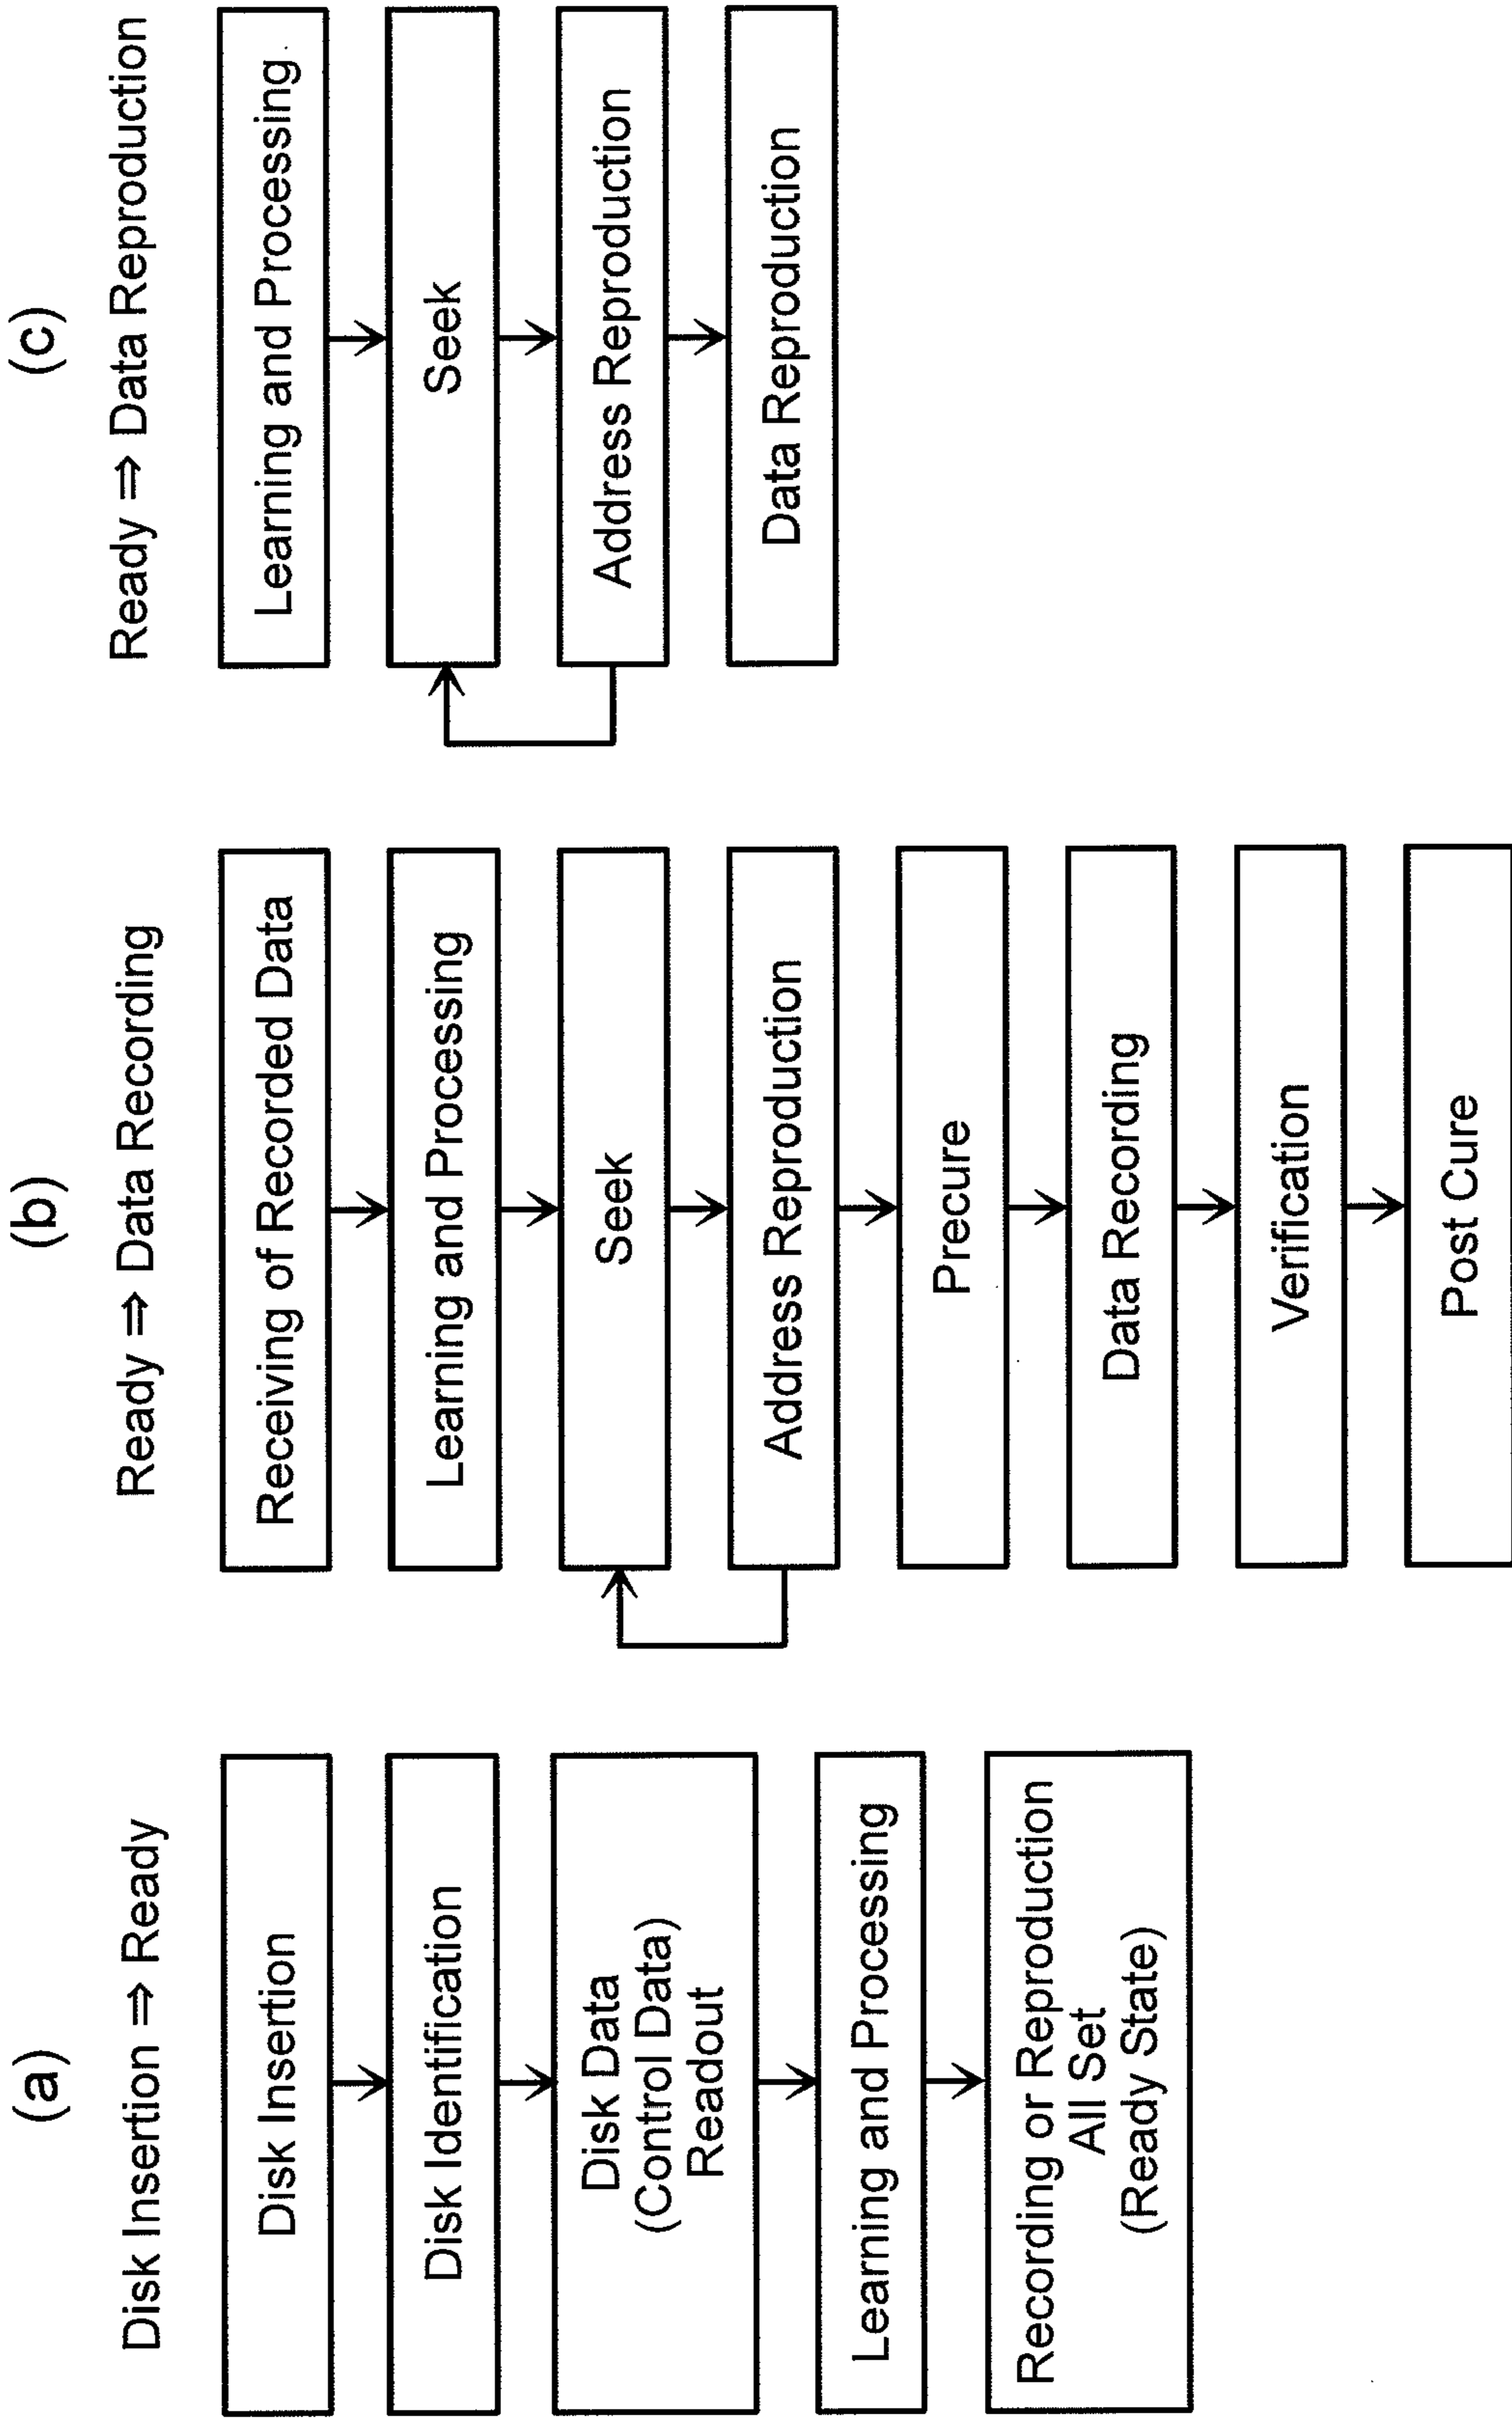 (a)
Disk Insertion ⇒ Ready
Disk Insertion
Disk Identification
Disk Data
(Control Data)
Readout
Learning and Processing
Recording or Reproduction
All Set
(Ready State)
(b)
Ready ⇒ Data Recording
Receiving of Recorded Data
Learning and Processing
Seek
Address Reproduction
Precure
Data Recording
Verification
Post Cure
(c)
Ready ⇒ Data Reproduction
Learning and Processing
Seek
Address Reproduction
Data Reproduction